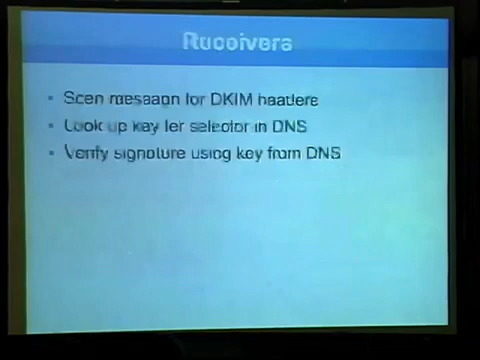 Receivers
Scan message for DKIM headers
Look up key for selector in DNS
Verify signature using key from DNS